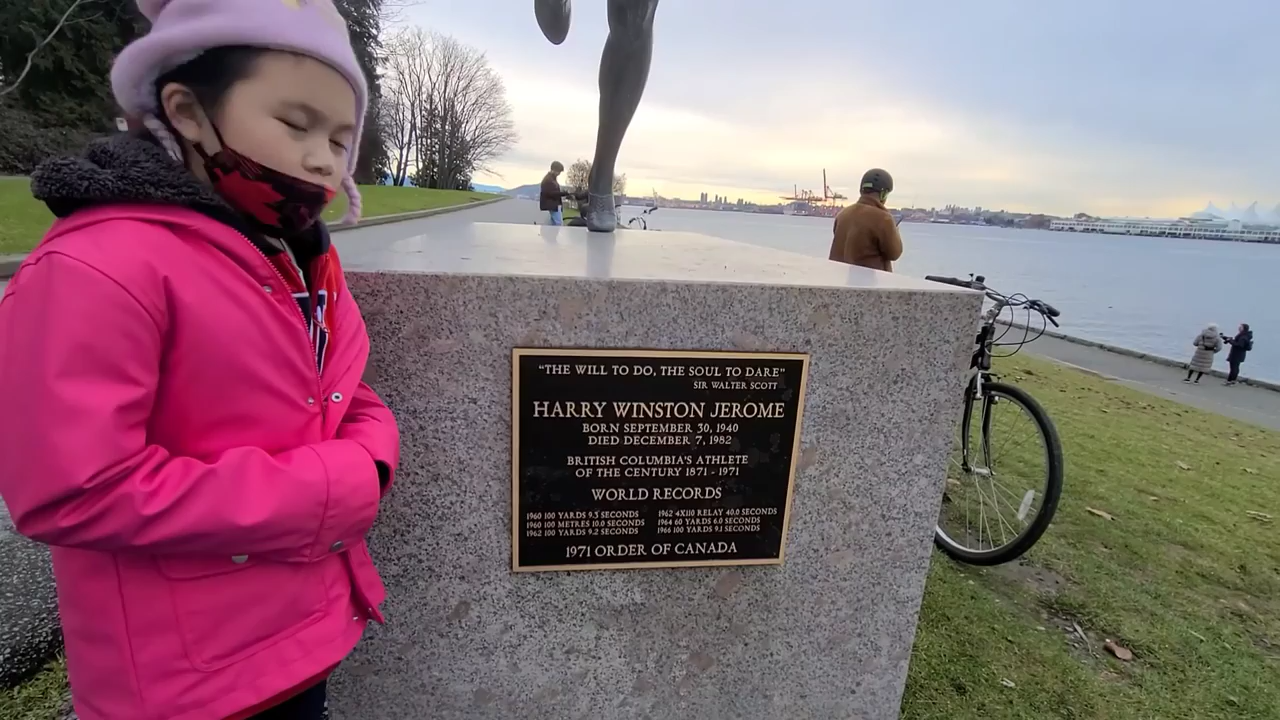 "THE WILL TO DO, THE SOUL TO DARE"
SIR WALTER SCOTT
HARRY WINSTON JEROME
BORN SEPTEMBER 30, 1940
DIED DECEMBER 7, 1982
BRITISH COLUMBIA'S ATHLETE
OF THE CENTURY 1871 - 1971
WORLD RECORDS
1960 100 YARDS 9.3 SECONDS
1960 100 METRES 10.0 SECONDS
1962 100 YARDS 9.2 SECONDS
1962 4X110 RELAY 40.0 SECONDS
1964 60 YARDS 6.0 SECONDS
1966 100 YARDS 9.1 SECONDS
1971 ORDER OF CANADA